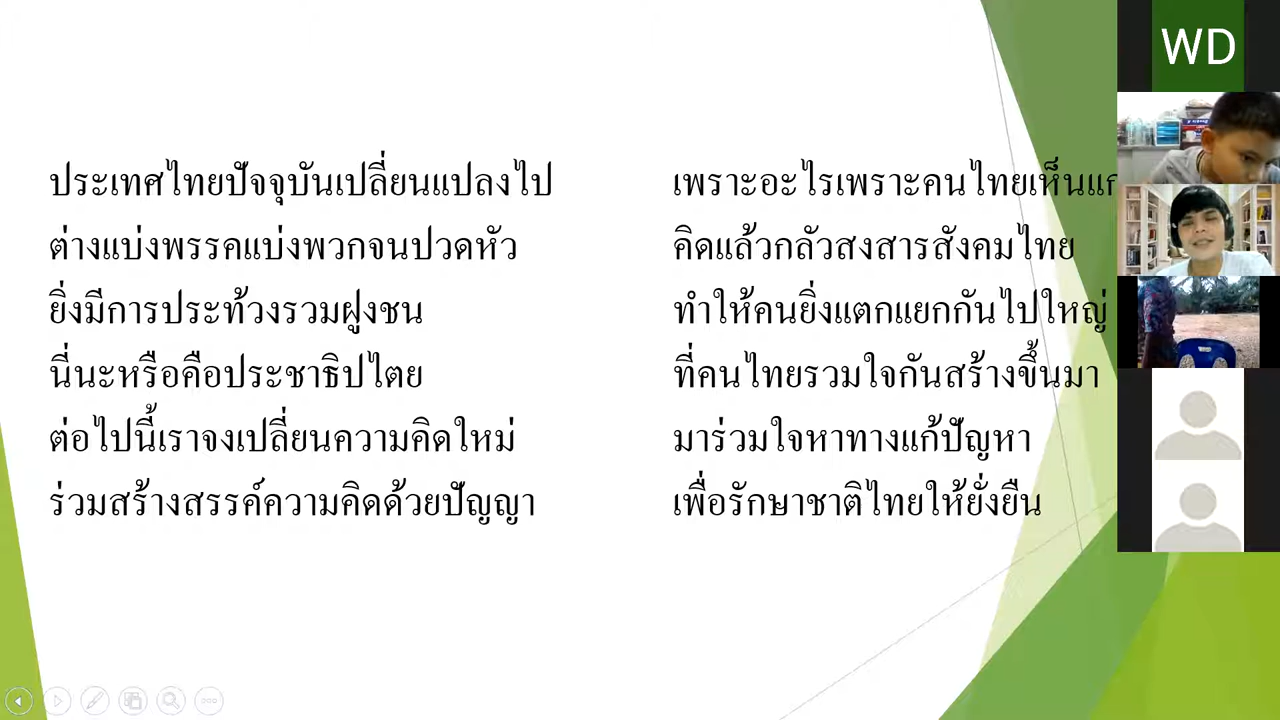 WD
ประเทศไทยปัจจุบันเปลี่ยนแปลงไป เพราะอะไรเพราะคนไทยเห็นแก
ต่างแบ่งพรรคแบ่งพวกจนปวดหัว คิดแล้วกลัวสงสารสังคมไทย
ยิ่งมีการประท้วงรวมฝูงชน ทำให้คนยิ่งแตกแยกกันไปใหญ่
นี่นะหรือคือประชาธิปไตย ที่คนไทยรวมใจกันสร้างขึ้นมา
ต่อไปนี้เราจงเปลี่ยนความคิดใหม่ มาร่วมใจหาทางแก้ปัญหา
ร่วมสร้างสรรค์ความคิดด้วยปัญญา เพื่อรักษาชาติไทยให้ยั่งยืน